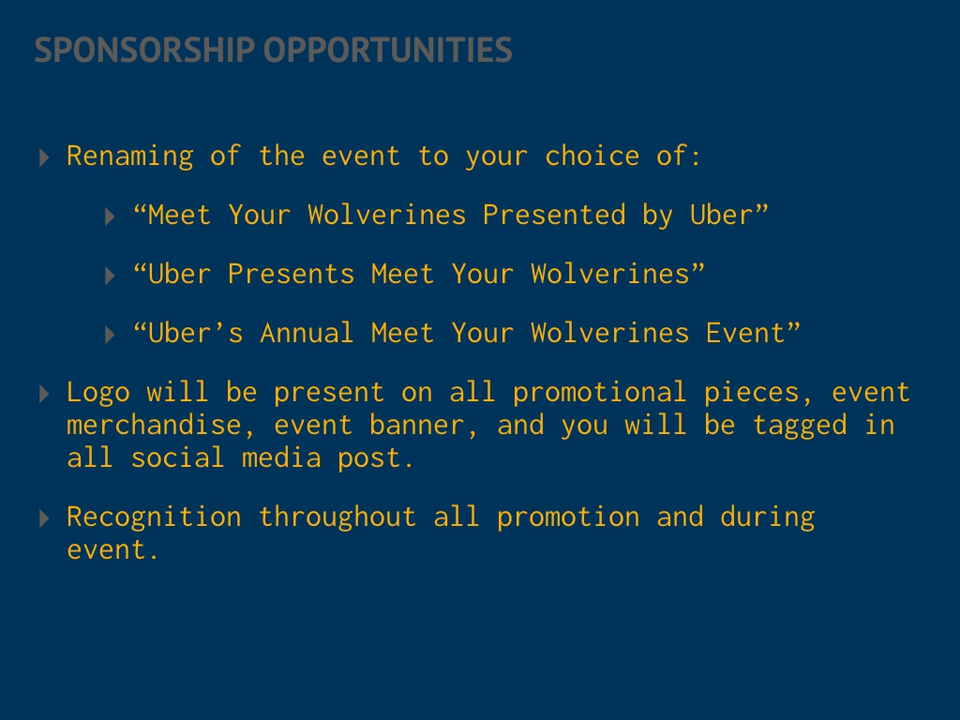 SPONSORSHIP OPPORTUNITIES
Renaming of the event to your choice of:
“Meet Your Wolverines Presented by Uber”
“Uber Presents Meet Your Wolverines”
“Uber’s Annual Meet Your Wolverines Event”
Logo will be present on all promotional pieces, event
merchandise, event banner, and you will be tagged in
all social media post.
Recognition throughout all promotion and during
event.